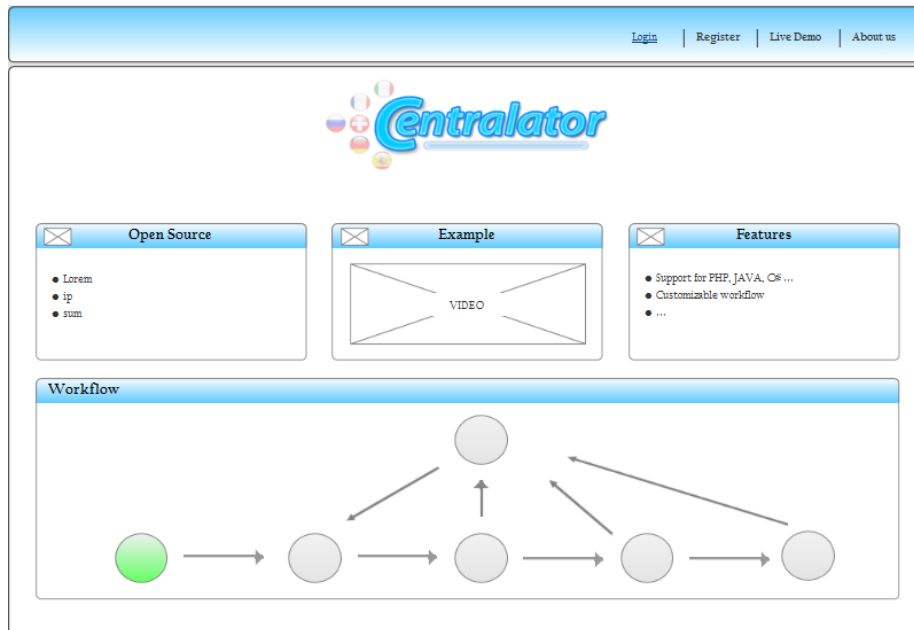 Login Register Live Demo About us
Centralator
Open Source
Lorem
ip
sum
Example
VIDEO
Features
Support for PHP, JAVA, C# ...
Customizable workflow
...
Workflow